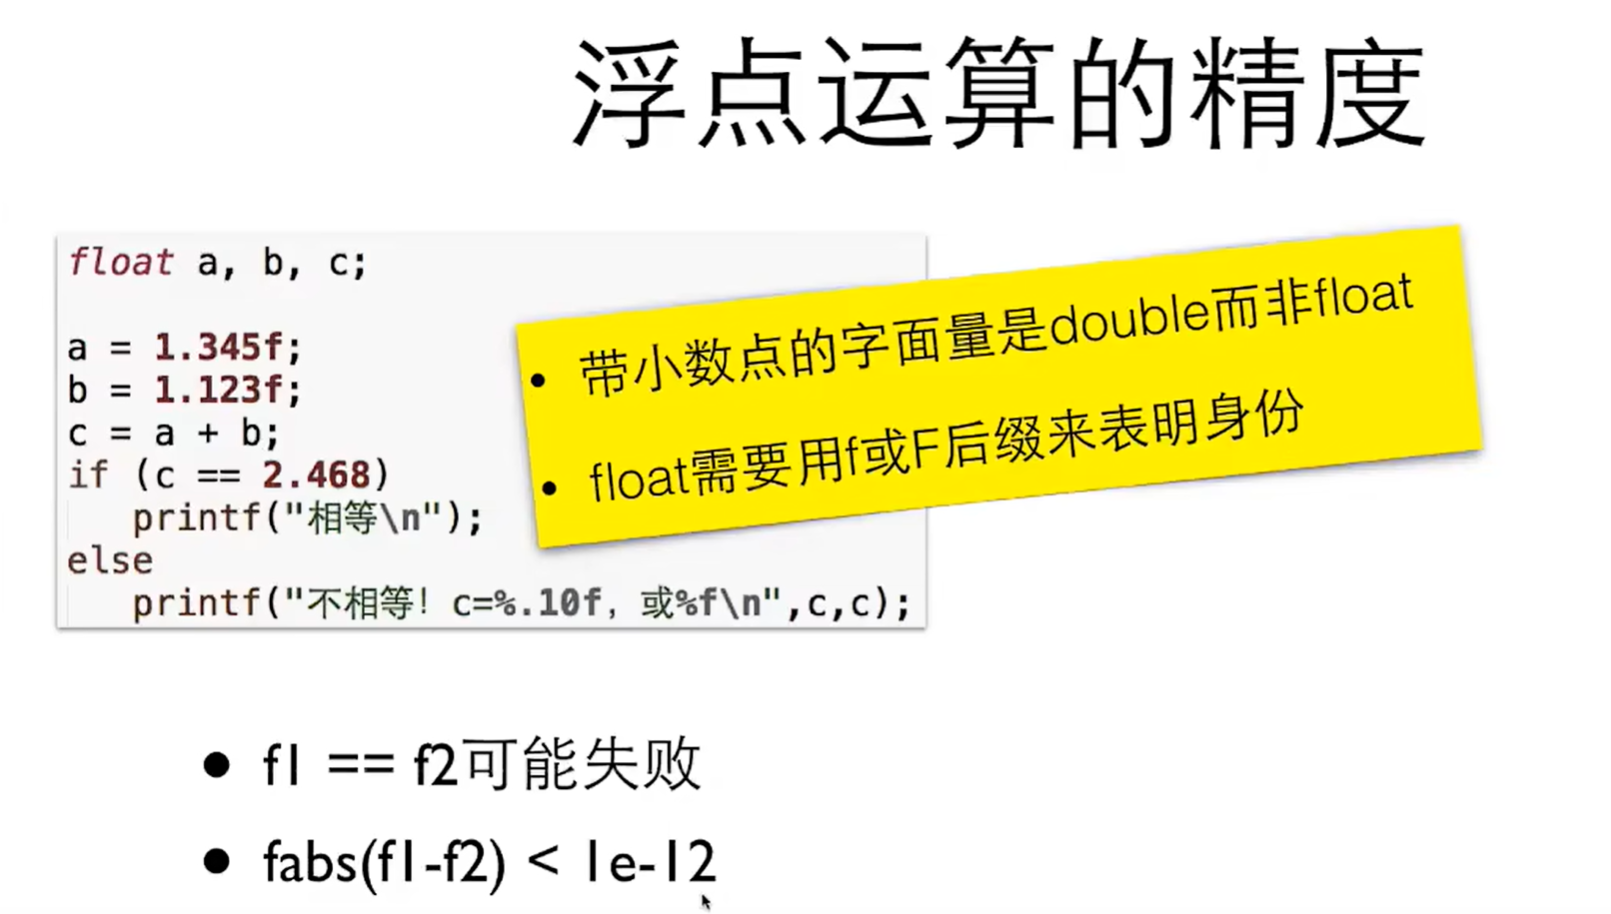 浮点运算的精度
float a, b, c;
a = 1.345f;
b = 1.123f;
c = a + b;
if (c == 2.468)
printf("相等\n");
else
printf("不相等! c=%.10f, 或%f\n",c,c);
• 带小数点的字面量是double而非float
• float需要用f或F后缀来表明身份
• f1 == f2可能失败
• fabs(f1-f2) < 1e-12